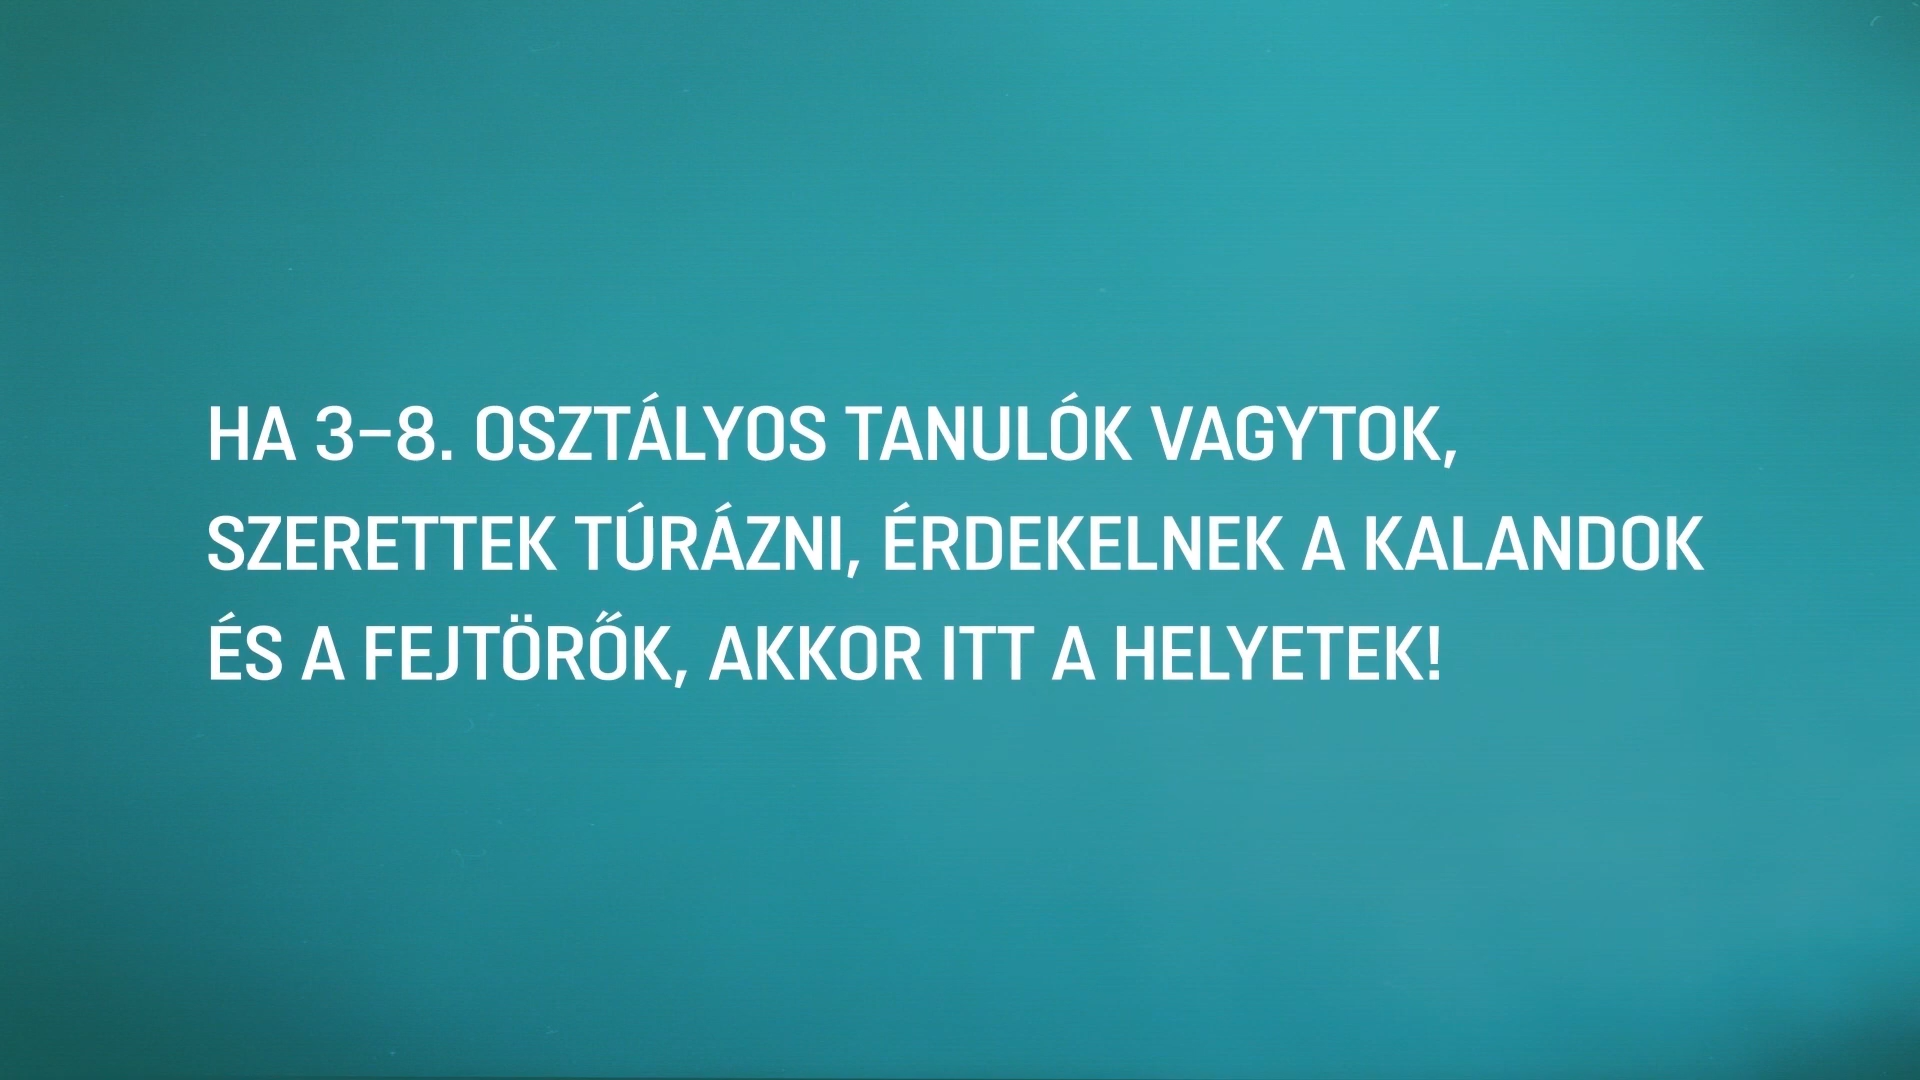 HA 3–8. OSZTÁLYOS TANULÓK VAGYTOK,
SZERETTEK TÚRÁZNI, ÉRDEKELNEK A KALANDOK
ÉS A FEJTÖRŐK, AKKOR ITT A HELYETEK!